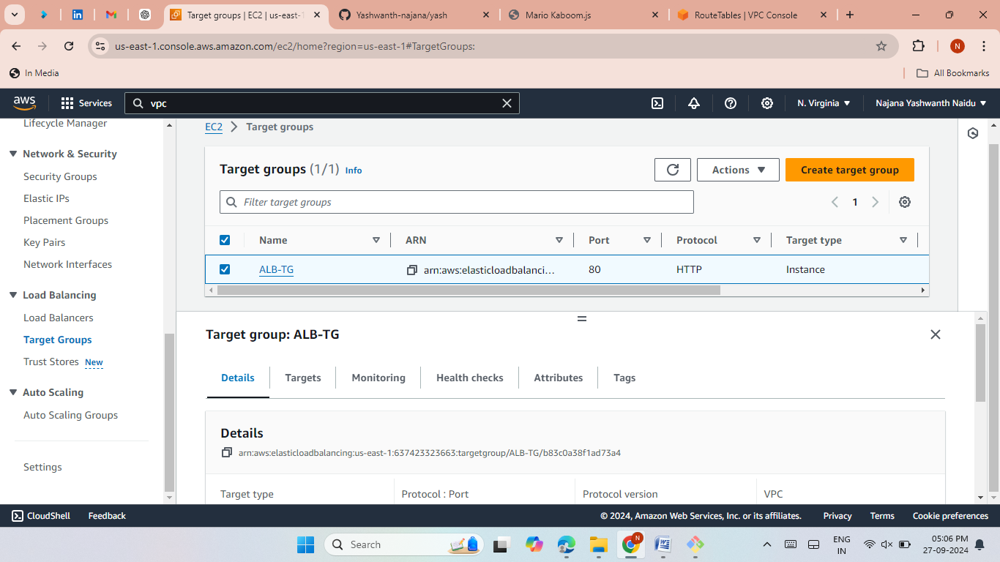 Target groups | EC2 | us-east-1
Yashwanth-najana/yash
Mario Kaboom.js
RouteTables | VPC Console
us-east-1.console.aws.amazon.com/ec2/home?region=us-east-1#TargetGroups:
N
In Media
All Bookmarks
aws
Services
vpc
N. Virginia
Najana Yashwanth Naidu
Lifecycle Manager
Network & Security
Security Groups
Elastic IPs
Placement Groups
Key Pairs
Network Interfaces
Load Balancing
Load Balancers
Target Groups
Trust Stores New
Auto Scaling
Auto Scaling Groups
Settings
EC2 > Target groups
Target groups (1/1) Info
Actions
Create target group
Filter target groups
1
Name ARN Port Protocol Target type
ALB-TG arn:aws:elasticloadbalanci... 80 HTTP Instance
Target group: ALB-TG
Details Targets Monitoring Health checks Attributes Tags
Details
arn:aws:elasticloadbalancing:us-east-1:637423323663:targetgroup/ALB-TG/b83c0a38f1ad73a4
Target type Protocol : Port Protocol version VPC
CloudShell Feedback © 2024, Amazon Web Services, Inc. or its affiliates. Privacy Terms Cookie preferences
Search
N
ENG
IN
05:06 PM
27-09-2024